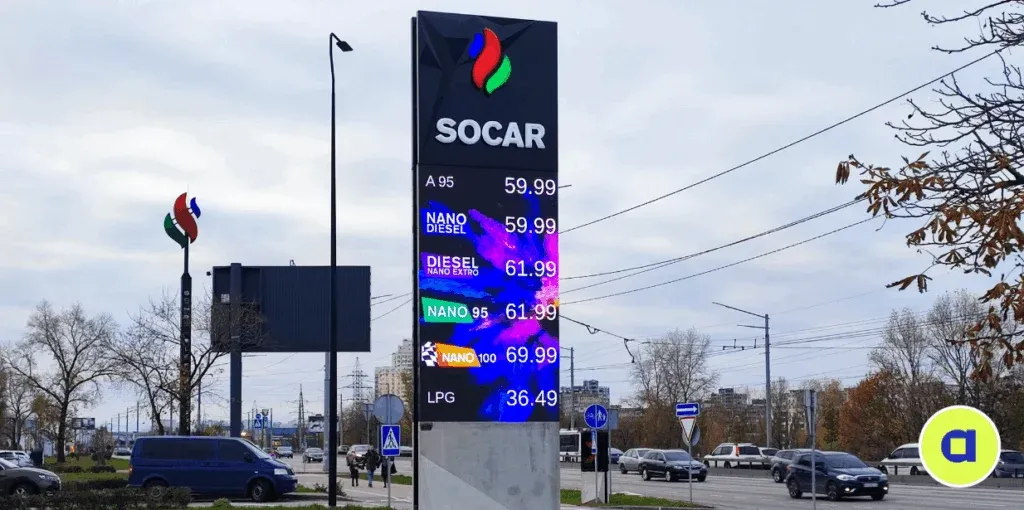 SOCAR
A 95 59.99
NANO
DIESEL 59.99
DIESEL
NANO EXTRO 61.99
NANO 95 61.99
NANO 100 69.99
LPG 36.49
a